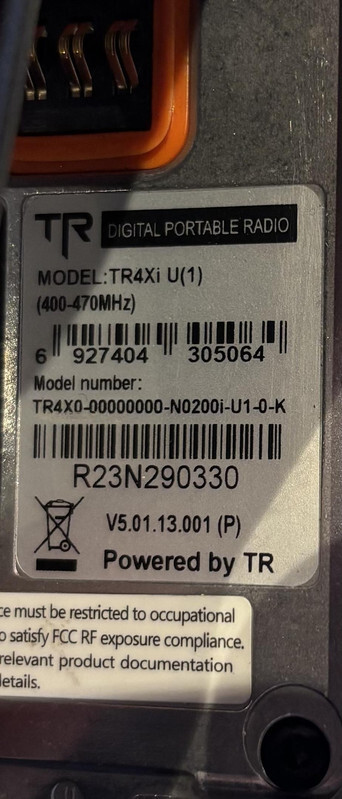 TR DIGITAL PORTABLE RADIO
MODEL:TR4Xi U(1)
(400-470MHz)
6 927404 305064
Model number:
TR4X0-00000000-N0200i-U1-0-K
R23N290330
V5.01.13.001 (P)
Powered by TR
ce must be restricted to occupational
o satisfy FCC RF exposure compliance.
relevant product documentation
etails.